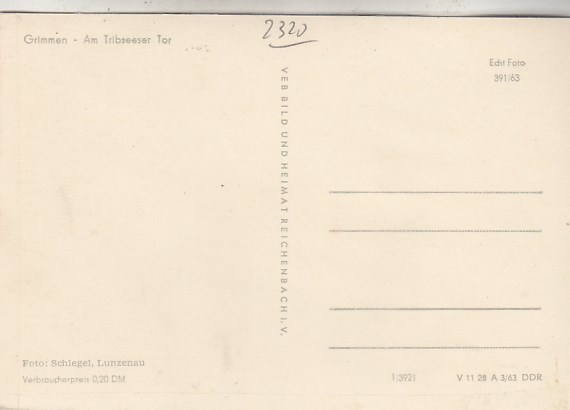 Grimmen - Am Tribseeser Tor
2320
Echt Foto
391/63
VEB BILD UND HEIMAT REICHENBACH I. V.
Foto: Schlegel, Lunzenau
Verbraucherpreis 0,20 DM
1:3921
V 11 28 A 3/63 DDR